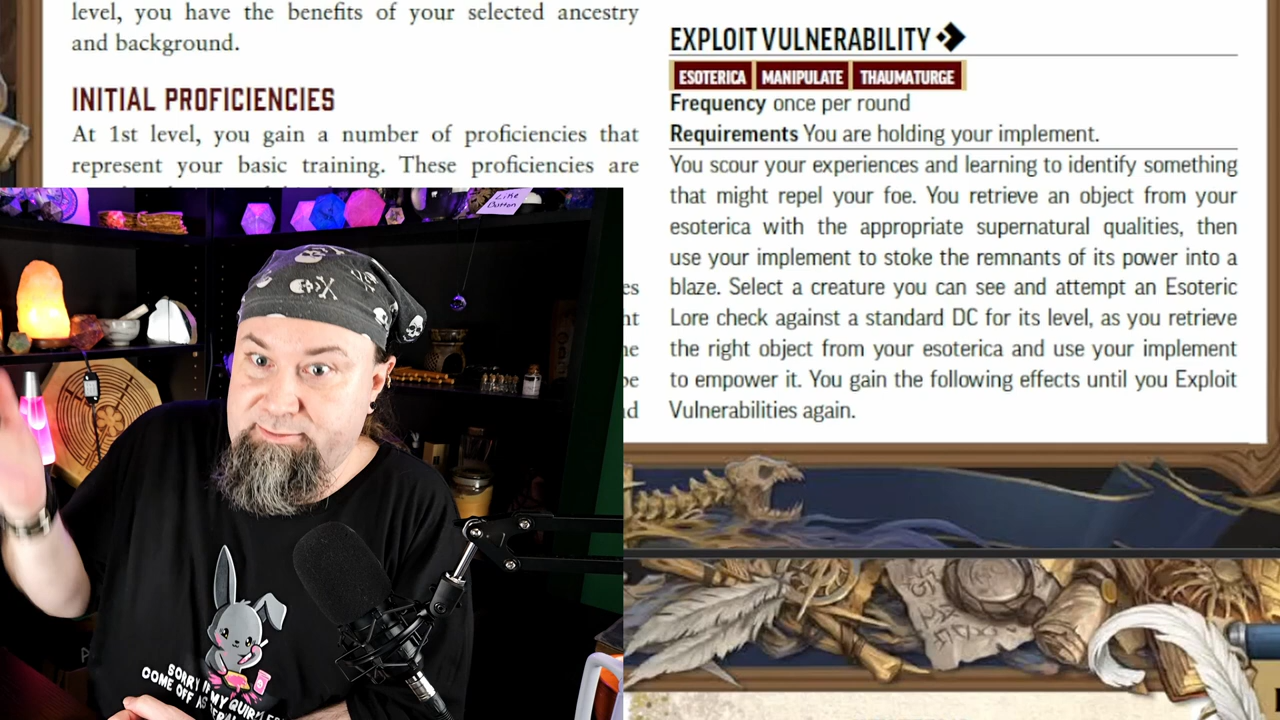 level, you have the benefits of your selected ancestry
and background.
INITIAL PROFICIENCIES
At 1st level, you gain a number of proficiencies that
represent your basic training. These proficiencies are
EXPLOIT VULNERABILITY
ESOTERICA MANIPULATE THAUMATURGE
Frequency once per round
Requirements You are holding your implement.
You scour your experiences and learning to identify something
that might repel your foe. You retrieve an object from your
esoterica with the appropriate supernatural qualities, then
use your implement to stoke the remnants of its power into a
blaze. Select a creature you can see and attempt an Esoteric
Lore check against a standard DC for its level, as you retrieve
the right object from your esoterica and use your implement
to empower it. You gain the following effects until you Exploit
Vulnerabilities again.
Like
Button
SORRY IF MY QUIRK
COME OFF AS